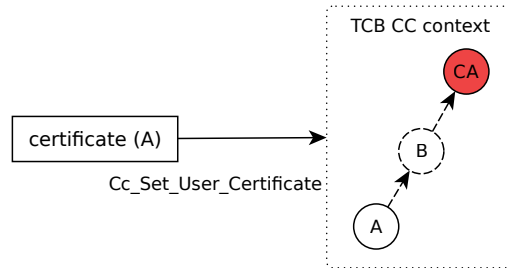 TCB CC context
CA
certificate (A)
B
Cc_Set_User_Certificate
A